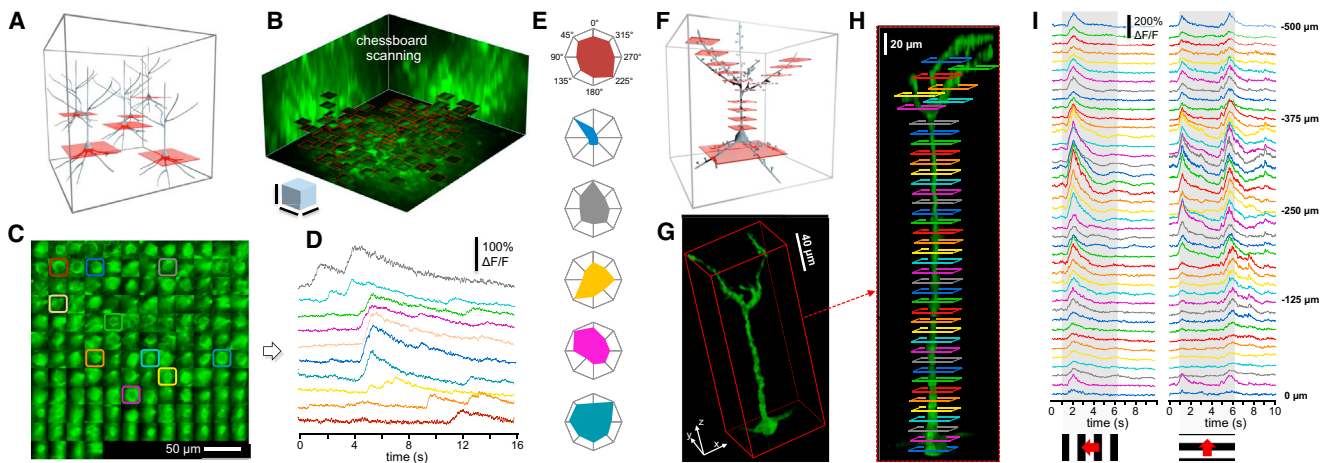 A
B
chessboard
scanning
C
50 µm
D
100%
ΔF/F
0 4 8 12 16
time (s)
E
0°
45° 315°
90° 270°
135° 225°
180°
F
G
40 µm
z
y
x
H
20 µm
I
200%
ΔF/F
-500 µm
-375 µm
-250 µm
-125 µm
0 µm
0 2 4 6 8 0 2 4 6 8 10
time (s) time (s)